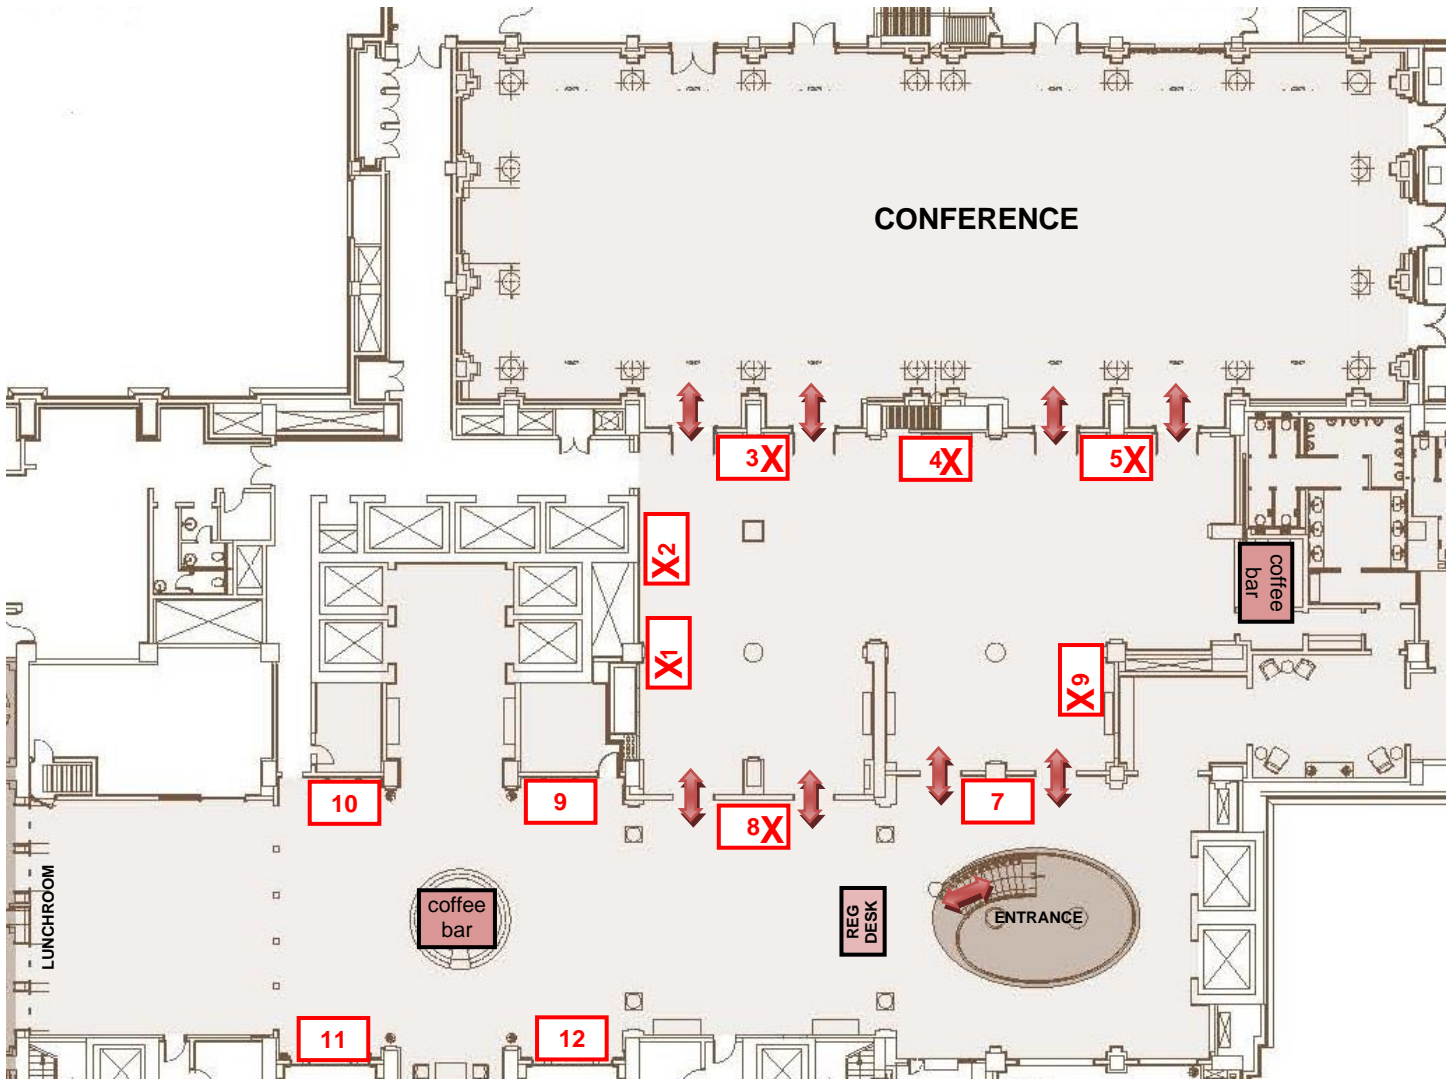 CONFERENCE
3X
4X
5X
X2
coffee
bar
X1
X6
10
9
7
8X
LUNCHROOM
coffee
bar
REG
DESK
ENTRANCE
11
12